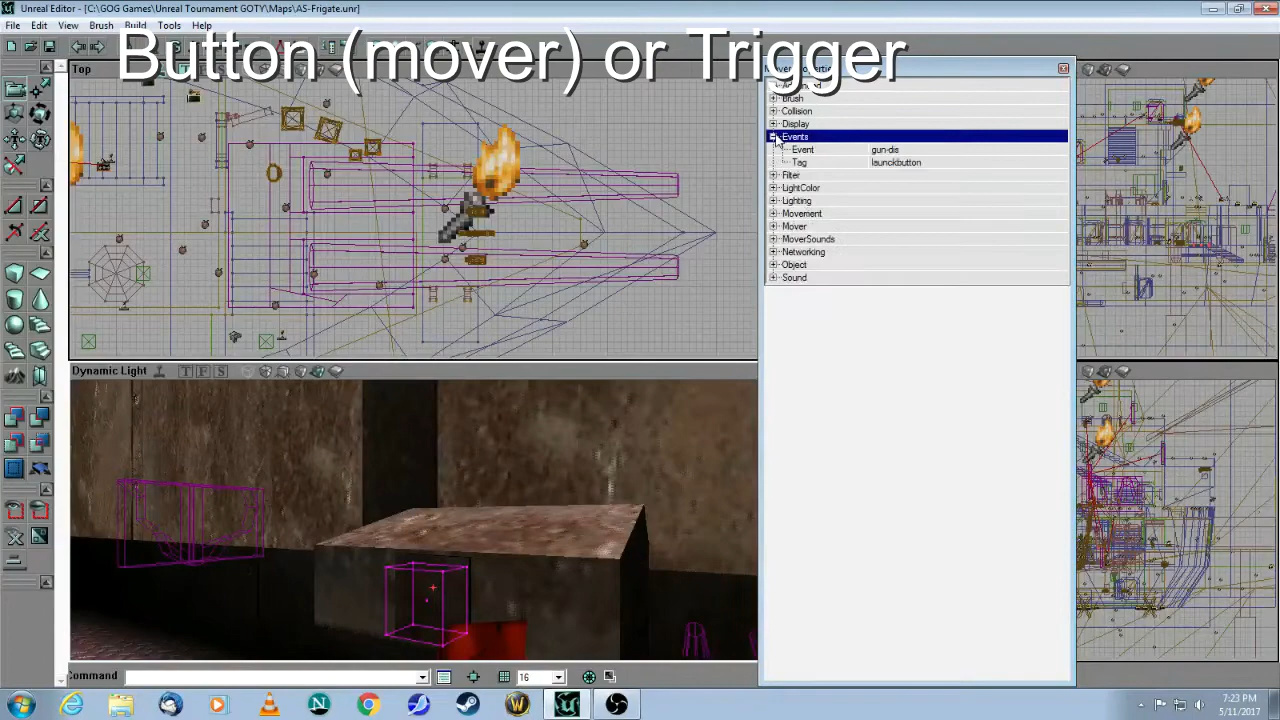 Unreal Editor - [C:\GOG Games\Unreal Tournament GOTY\Maps\AS-Frigate.unr]
File Edit View Brush Build Tools Help
Button (mover) or Trigger
Top
Brush
Collision
Display
Events
Event gun-dis
Tagraunckbutton
Filter
LightColor
Lighting
Movement
Mover
MoverSounds
Networking
Object
Sound
Dynamic Light T F S
Command 16
7:23 PM
5/11/2017